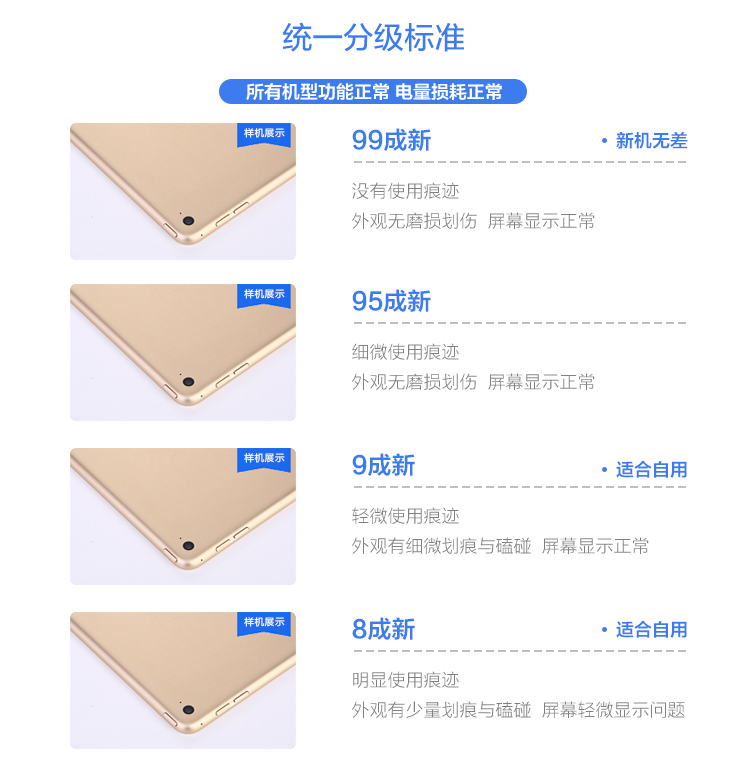 统一分级标准
所有机型功能正常 电量损耗正常
样机展示
99成新
• 新机无差
没有使用痕迹
外观无磨损划伤 屏幕显示正常
样机展示
95成新
细微使用痕迹
外观无磨损划伤 屏幕显示正常
样机展示
9成新
• 适合自用
轻微使用痕迹
外观有细微划痕与磕碰 屏幕显示正常
样机展示
8成新
• 适合自用
明显使用痕迹
外观有少量划痕与磕碰 屏幕轻微显示问题